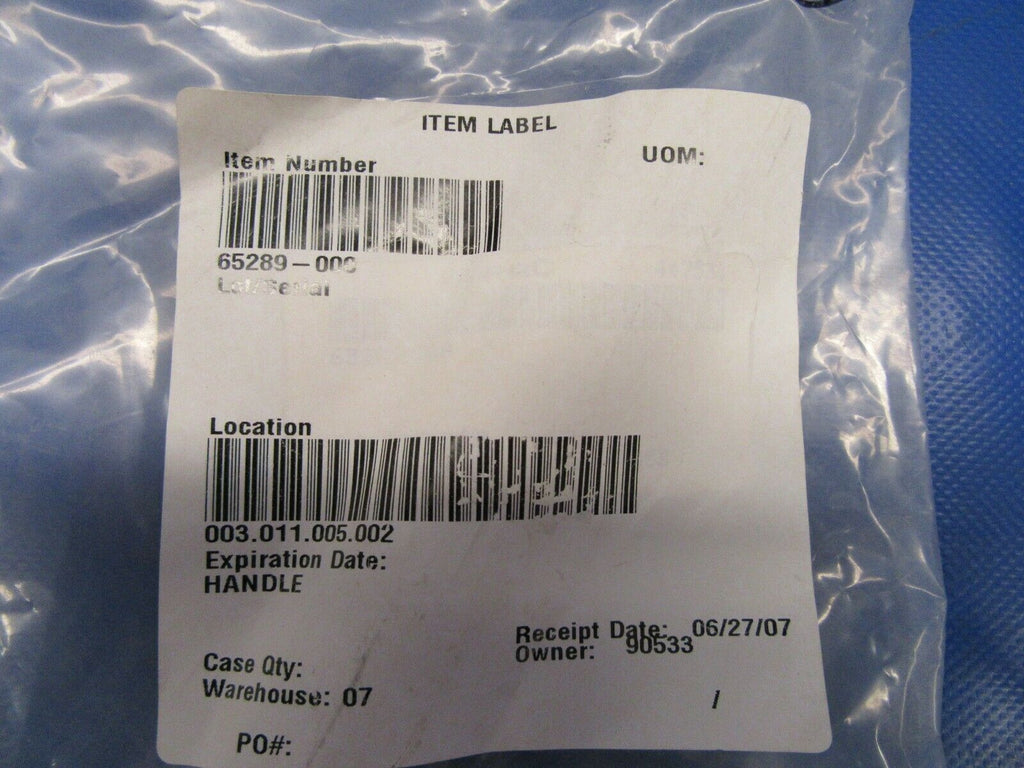 ITEM LABEL
Item Number
UOM:
65289-000
Lot/Serial
Location
003.011.005.002
Expiration Date:
HANDLE
Receipt Date: 06/27/07
Owner: 90533
Case Qty:
Warehouse: 07
/
PO#: